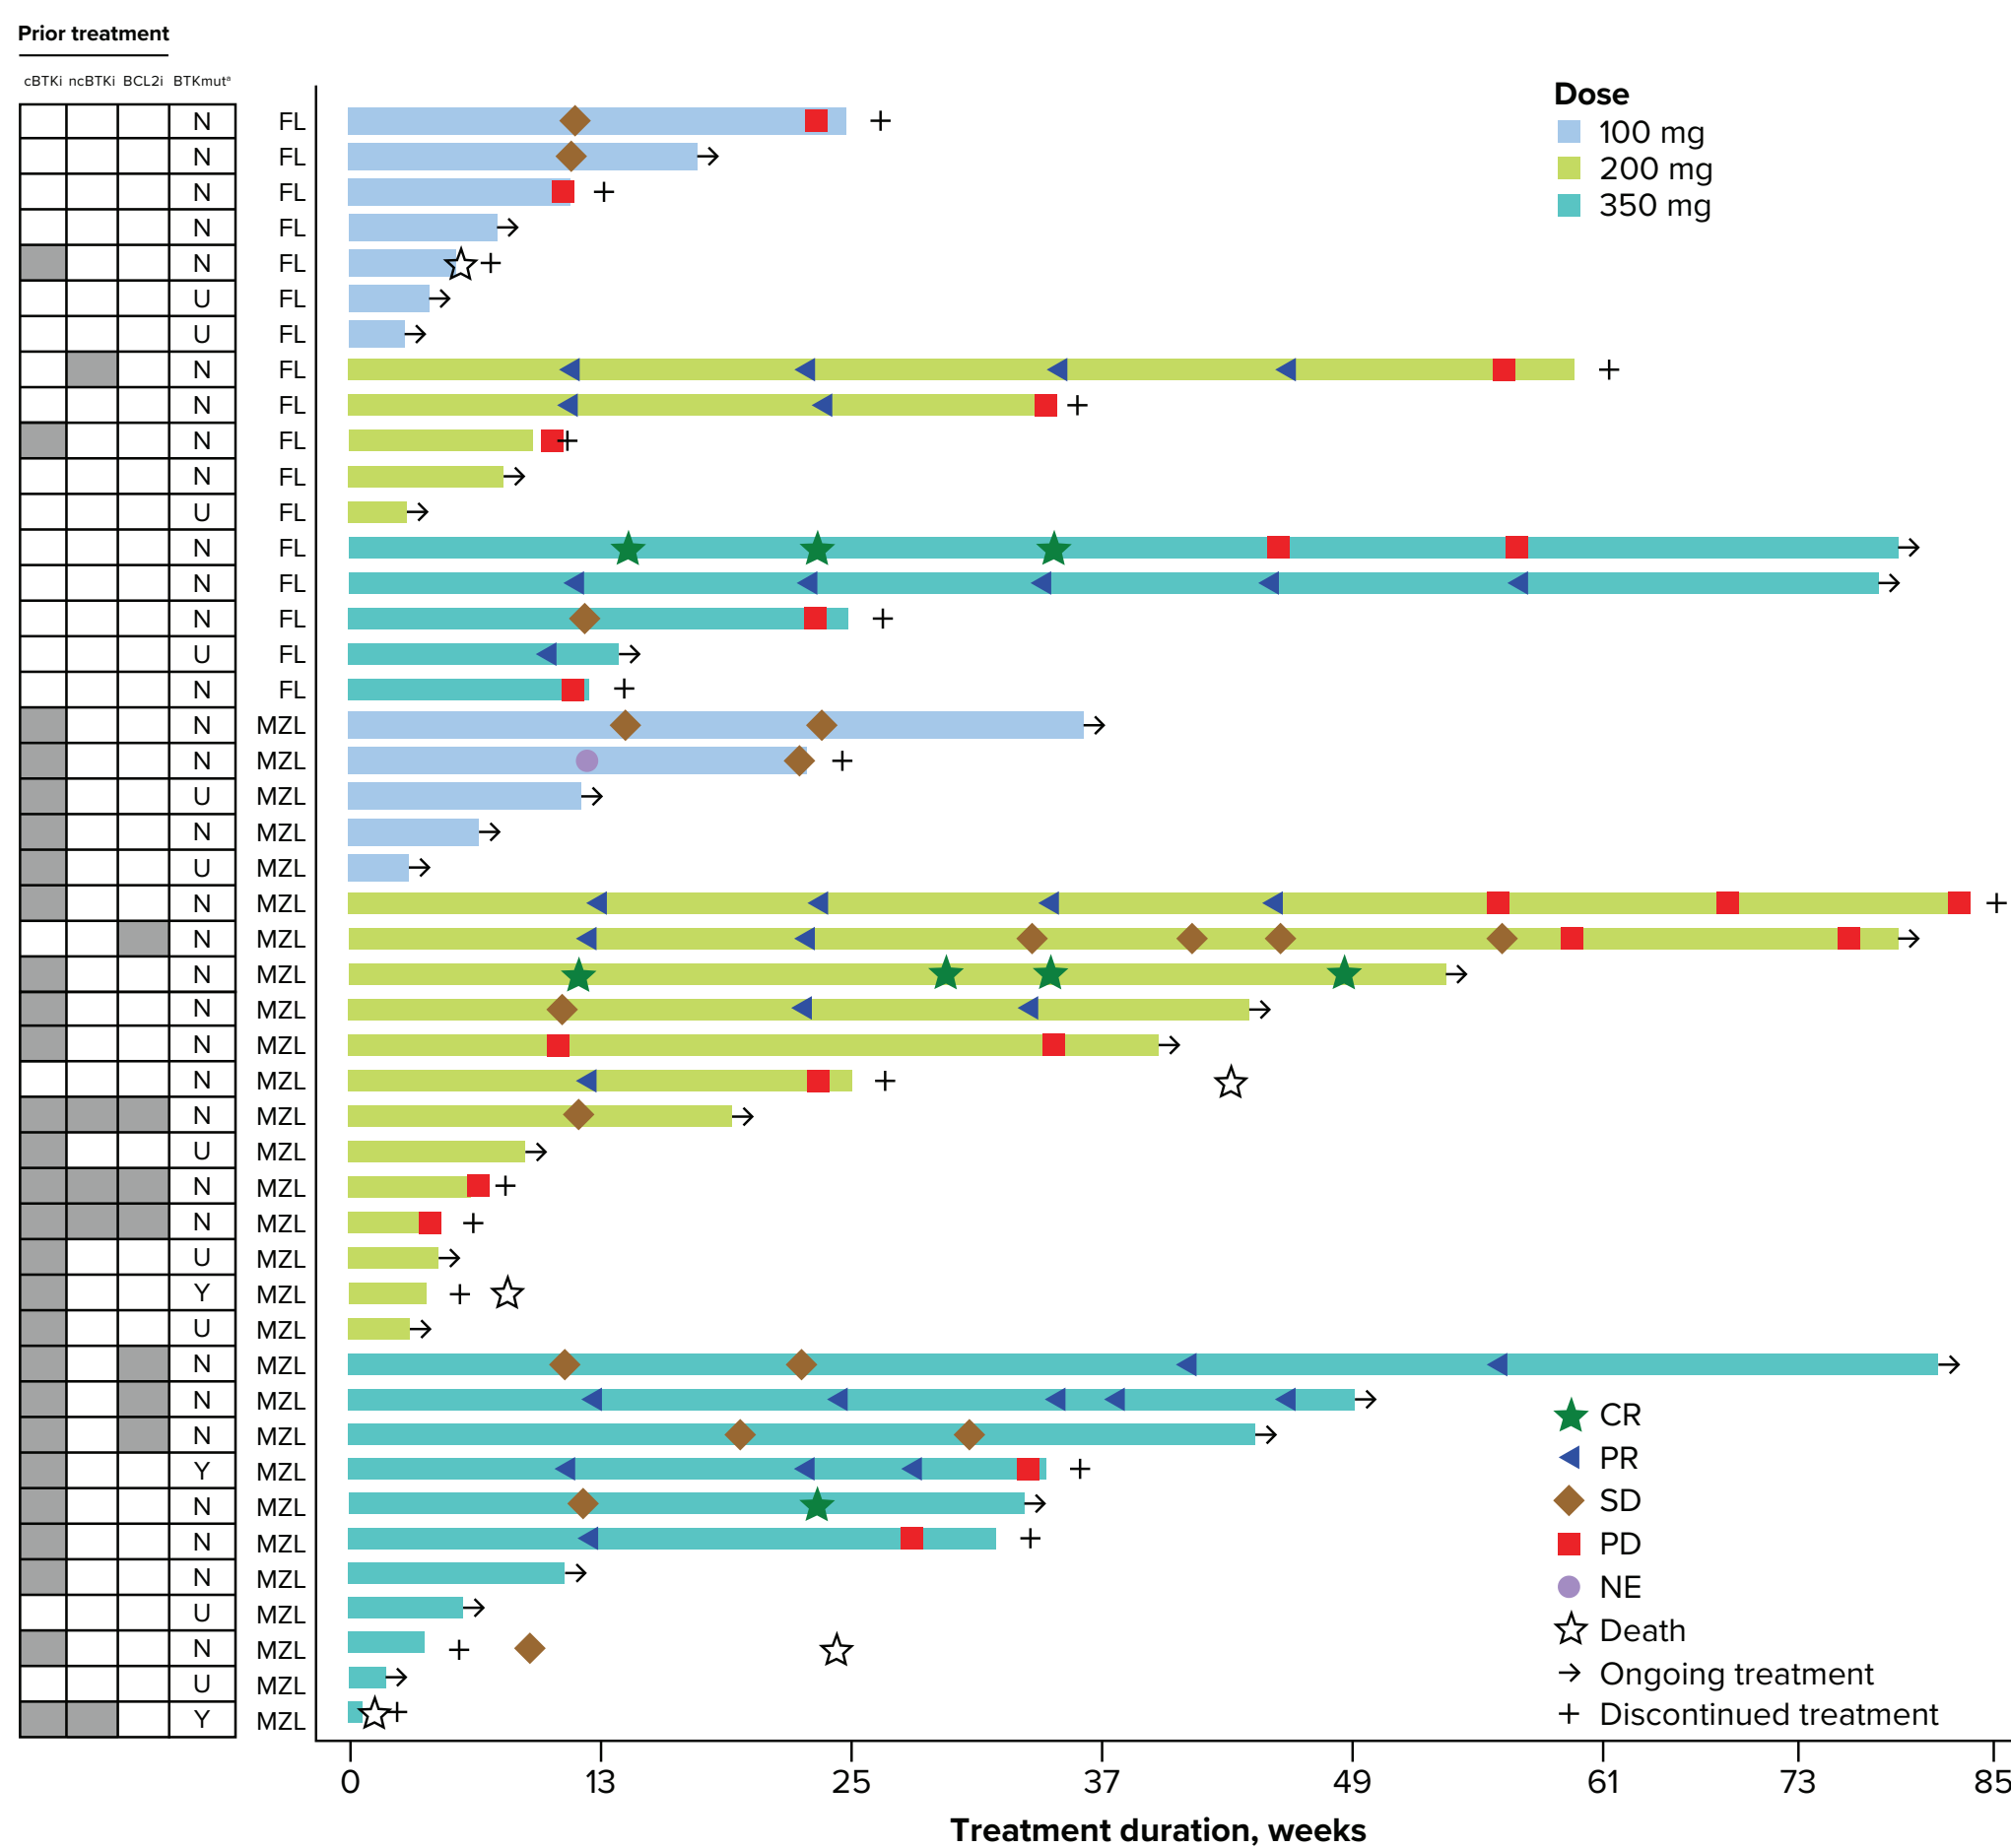 Prior treatment
cBTKi ncBTKi BCL2i BTKmutᵃ
N FL
N FL
N FL
N FL
N FL
U FL
U FL
N FL
N FL
N FL
N FL
U FL
N FL
N FL
N FL
U FL
N FL
N MZL
N MZL
U MZL
N MZL
U MZL
N MZL
N MZL
N MZL
N MZL
N MZL
N MZL
N MZL
U MZL
N MZL
N MZL
U MZL
Y MZL
U MZL
N MZL
N MZL
N MZL
Y MZL
N MZL
N MZL
N MZL
U MZL
N MZL
U MZL
Y MZL
Dose
100 mg
200 mg
350 mg
CR
PR
SD
PD
NE
Death
Ongoing treatment
Discontinued treatment
0 13 25 37 49 61 73 85
Treatment duration, weeks